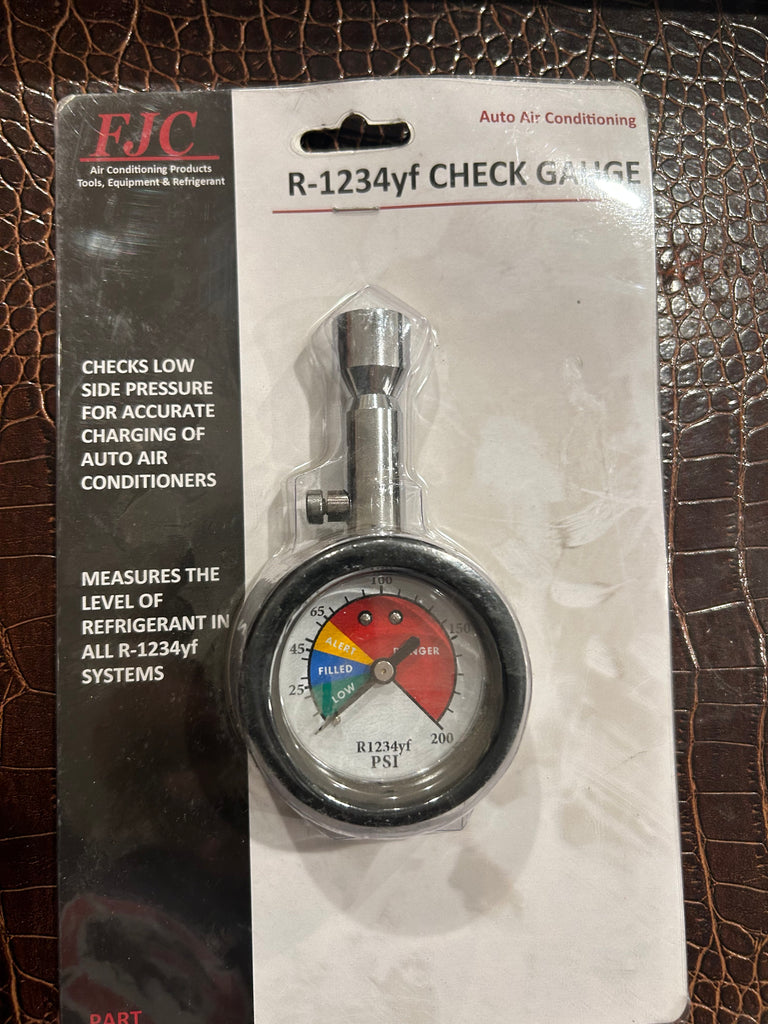 FJC
Air Conditioning Products
Tools, Equipment & Refrigerant
Auto Air Conditioning
R-1234yf CHECK GAUGE
CHECKS LOW
SIDE PRESSURE
FOR ACCURATE
CHARGING OF
AUTO AIR
CONDITIONERS
MEASURES THE
LEVEL OF
REFRIGERANT IN
ALL R-1234yf
SYSTEMS
100
65
150
ALERT
DANGER
45
FILLED
25
LOW
200
R1234yf
PSI
PART